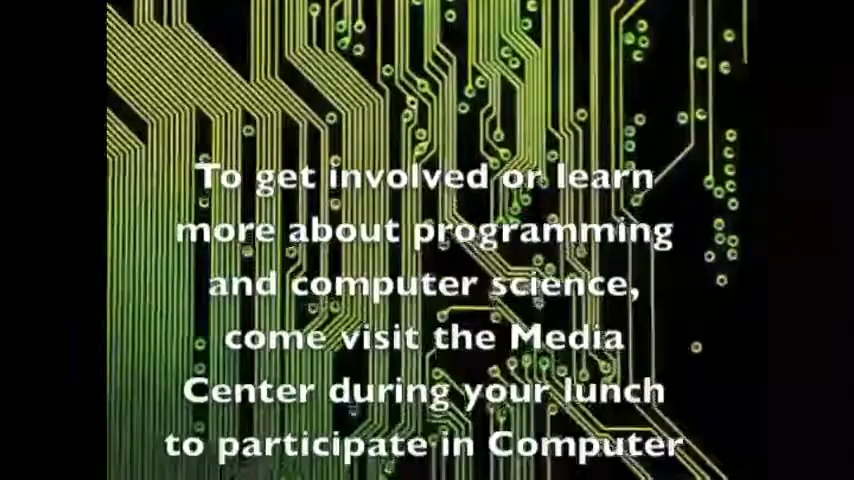 To get involved or learn
more about programming
and computer science,
come visit the Media
Center during your lunch
to participate in Computer